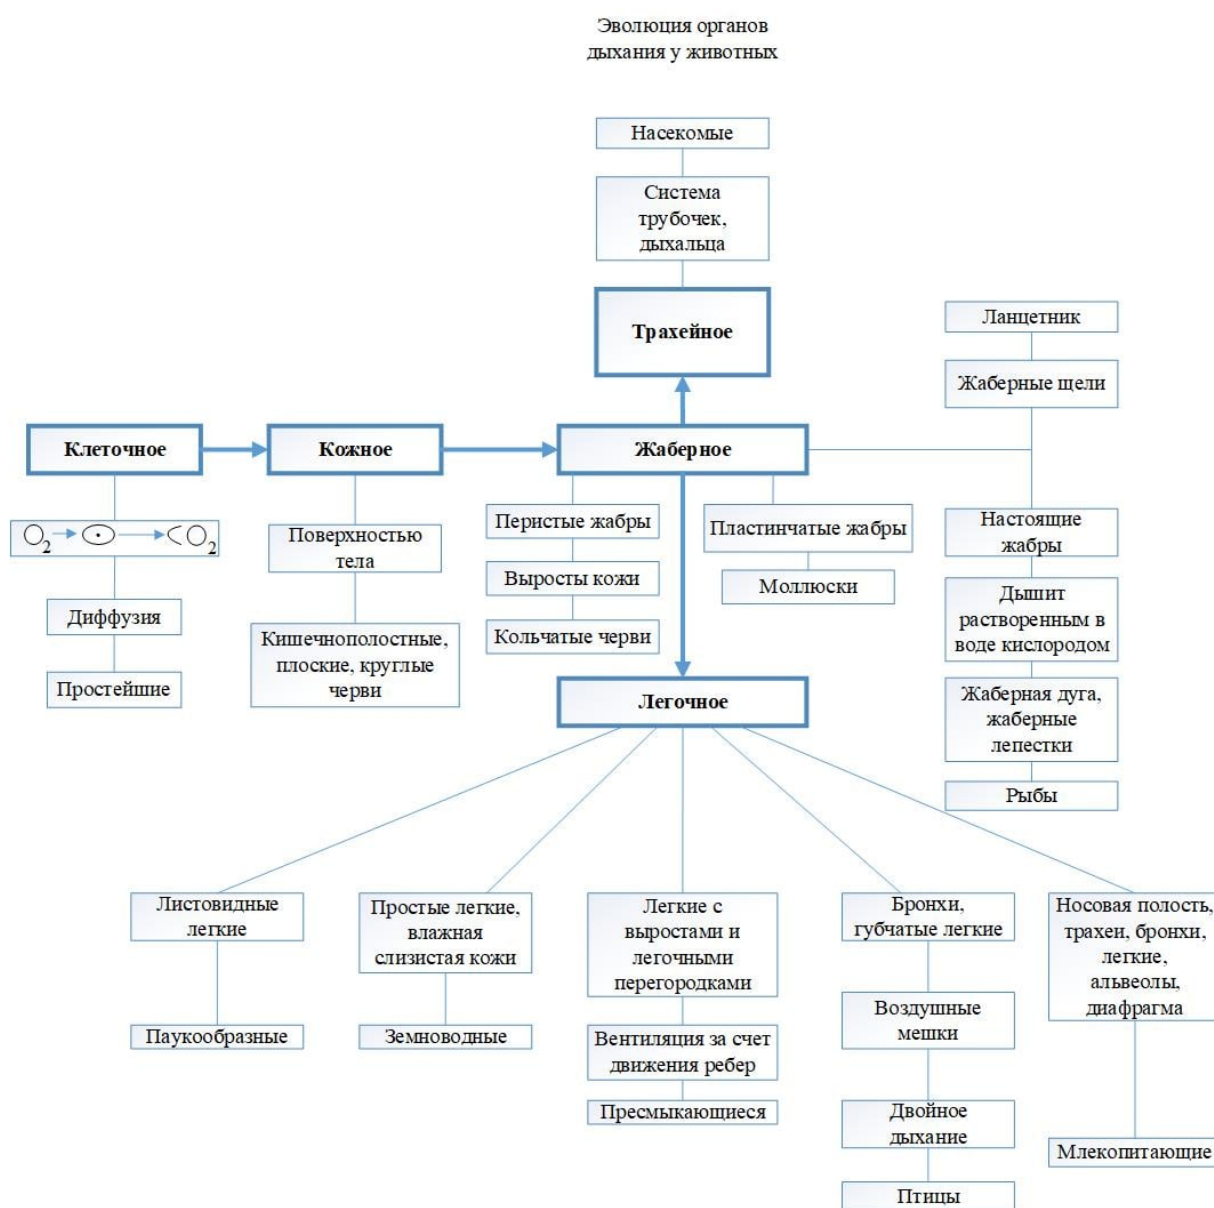 Эволюция органов
дыхания у животных
Насекомые
Система
трубочек,
дыхальца
Трахейное
Ланцетник
Жаберные щели
Клеточное
Кожное
Жаберное
O2
O2
Диффузия
Простейшие
Поверхностью
тела
Кишечнополостные,
плоские, круглые
черви
Перистые жабры
Выросты кожи
Кольчатые черви
Пластинчатые жабры
Моллюски
Настоящие
жабры
Дышит
растворенным в
воде кислородом
Жаберная дуга,
жаберные
лепестки
Рыбы
Легочное
Листовидные
легкие
Паукообразные
Простые легкие,
влажная
слизистая кожи
Земноводные
Легкие с
выростами и
легочными
перегородками
Вентиляция за счет
движения ребер
Пресмыкающиеся
Бронхи,
губчатые легкие
Воздушные
мешки
Двойное
дыхание
Птицы
Носовая полость,
трахеи, бронхи,
легкие,
альвеолы,
диафрагма
Млекопитающие